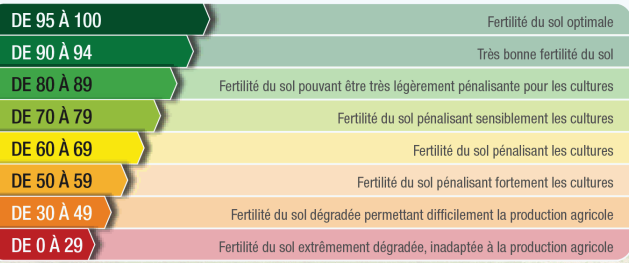 DE 95 À 100 Fertilité du sol optimale
DE 90 À 94 Très bonne fertilité du sol
DE 80 À 89 Fertilité du sol pouvant être très légèrement pénalisante pour les cultures
DE 70 À 79 Fertilité du sol pénalisant sensiblement les cultures
DE 60 À 69 Fertilité du sol pénalisant les cultures
DE 50 À 59 Fertilité du sol pénalisant fortement les cultures
DE 30 À 49 Fertilité du sol dégradée permettant difficilement la production agricole
DE 0 À 29 Fertilité du sol extrêmement dégradée, inadaptée à la production agricole